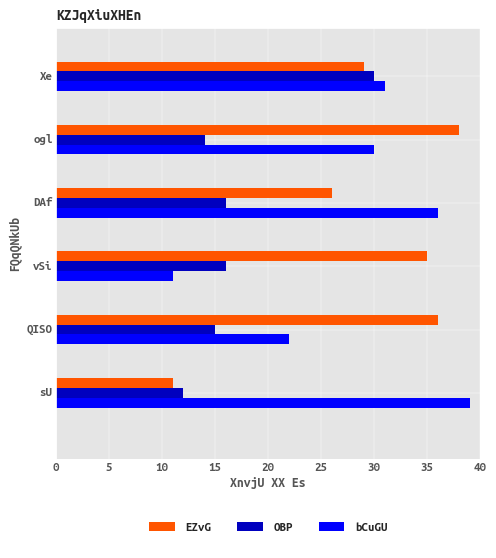 KZJqXiuXHEn
Xe
ogl
DAf
vSi
QISO
sU
FQqQNkUb
0 5 10 15 20 25 30 35 40
XnvjU XX Es
EZvG OBP bCuGU